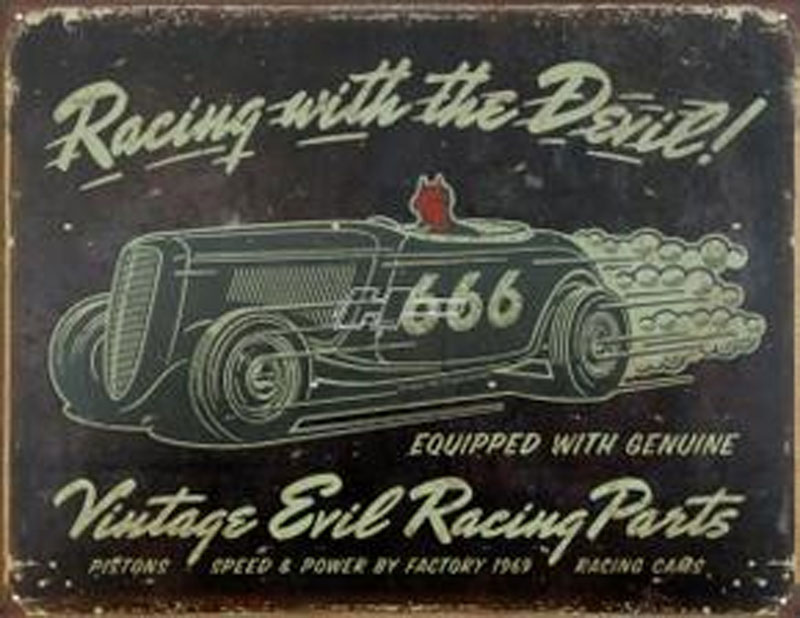 Racing with the Devil!
666
EQUIPPED WITH GENUINE
Vintage Evil Racing Parts
PISTONS SPEED & POWER BY FACTORY 1969 RACING CAMS